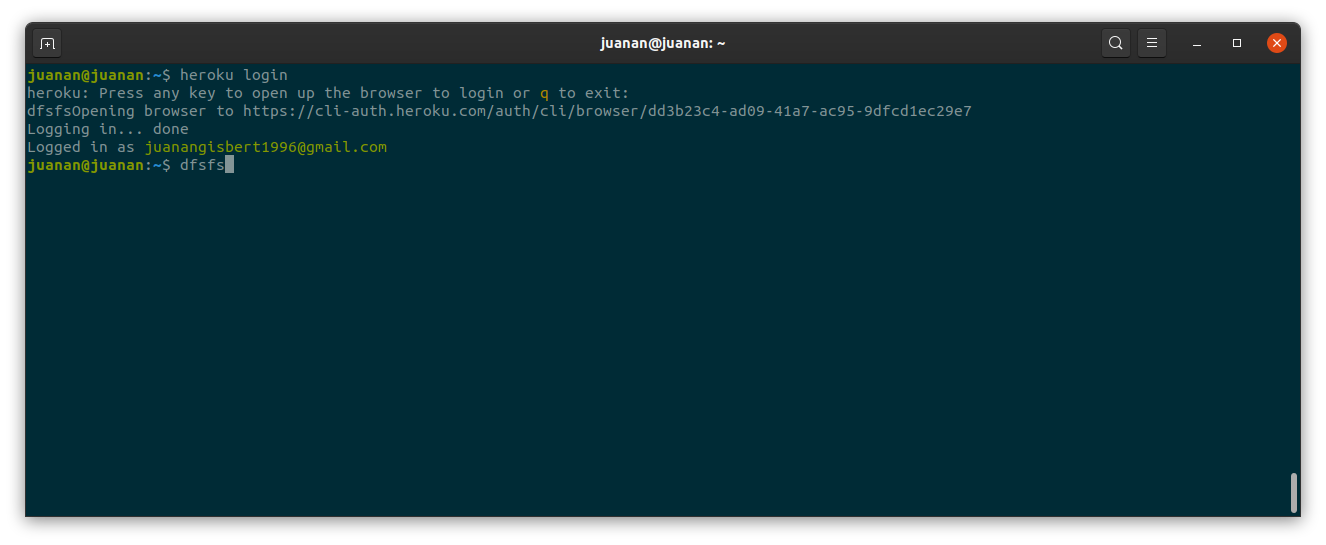 juanan@juanan: ~
juanan@juanan:~$ heroku login
heroku: Press any key to open up the browser to login or q to exit:
dfsfsOpening browser to https://cli-auth.heroku.com/auth/cli/browser/dd3b23c4-ad09-41a7-ac95-9dfcd1ec29e7
Logging in... done
Logged in as juanangisbert1996@gmail.com
juanan@juanan:~$ dfsfs